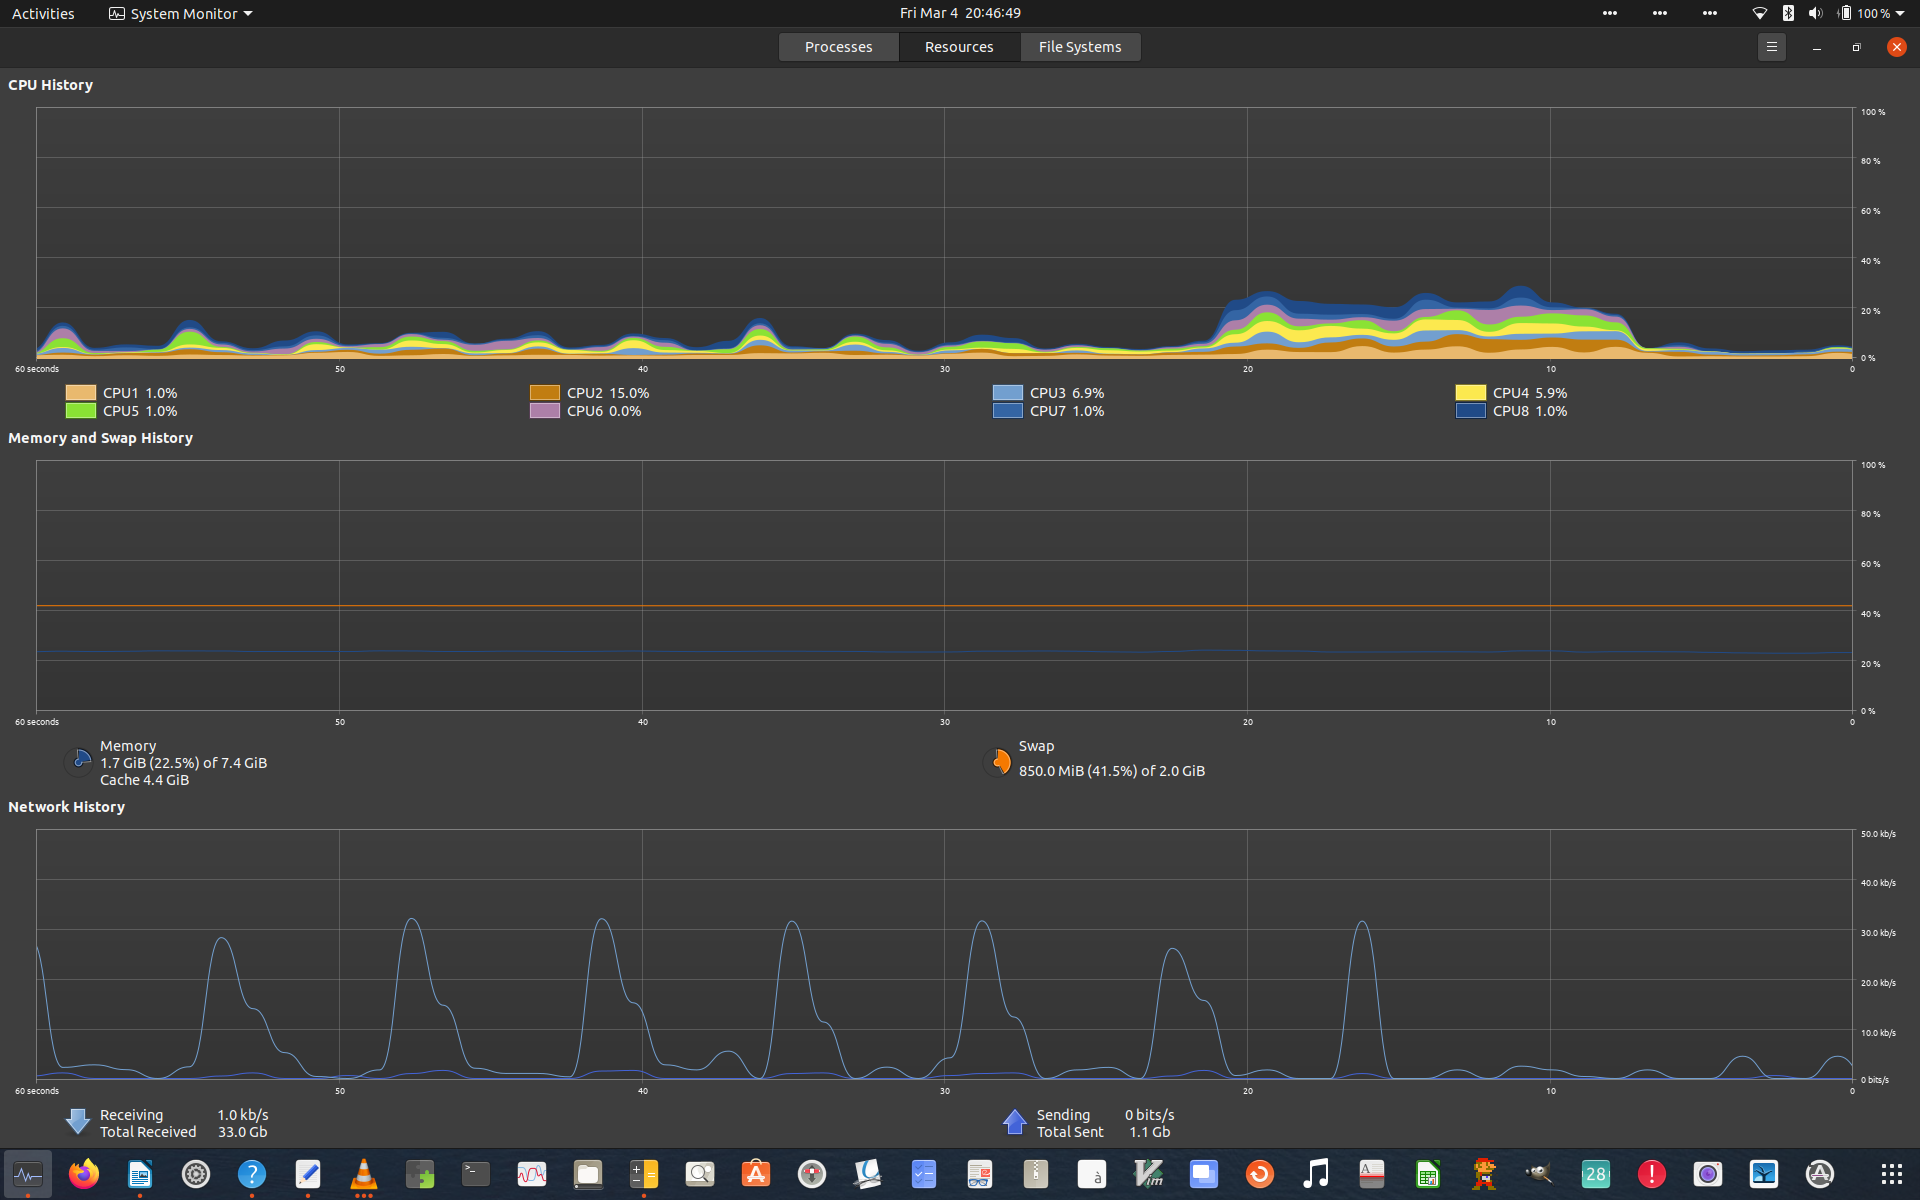 Activities System Monitor Fri Mar 4 20:46:49 100 %
Processes Resources File Systems
CPU History
100 %
80 %
60 %
40 %
20 %
0 %
60 seconds 50 40 30 20 10 0
CPU1 1.0% CPU2 15.0% CPU3 6.9% CPU4 5.9%
CPU5 1.0% CPU6 0.0% CPU7 1.0% CPU8 1.0%
Memory and Swap History
100 %
80 %
60 %
40 %
20 %
0 %
60 seconds 50 40 30 20 10 0
Memory
1.7 GiB (22.5%) of 7.4 GiB
Cache 4.4 GiB
Swap
850.0 MiB (41.5%) of 2.0 GiB
Network History
50.0 kb/s
40.0 kb/s
30.0 kb/s
20.0 kb/s
10.0 kb/s
0 bits/s
60 seconds 50 40 30 20 10 0
Receiving 1.0 kb/s
Total Received 33.0 Gb
Sending 0 bits/s
Total Sent 1.1 Gb
? >_ à Vim A 28 !